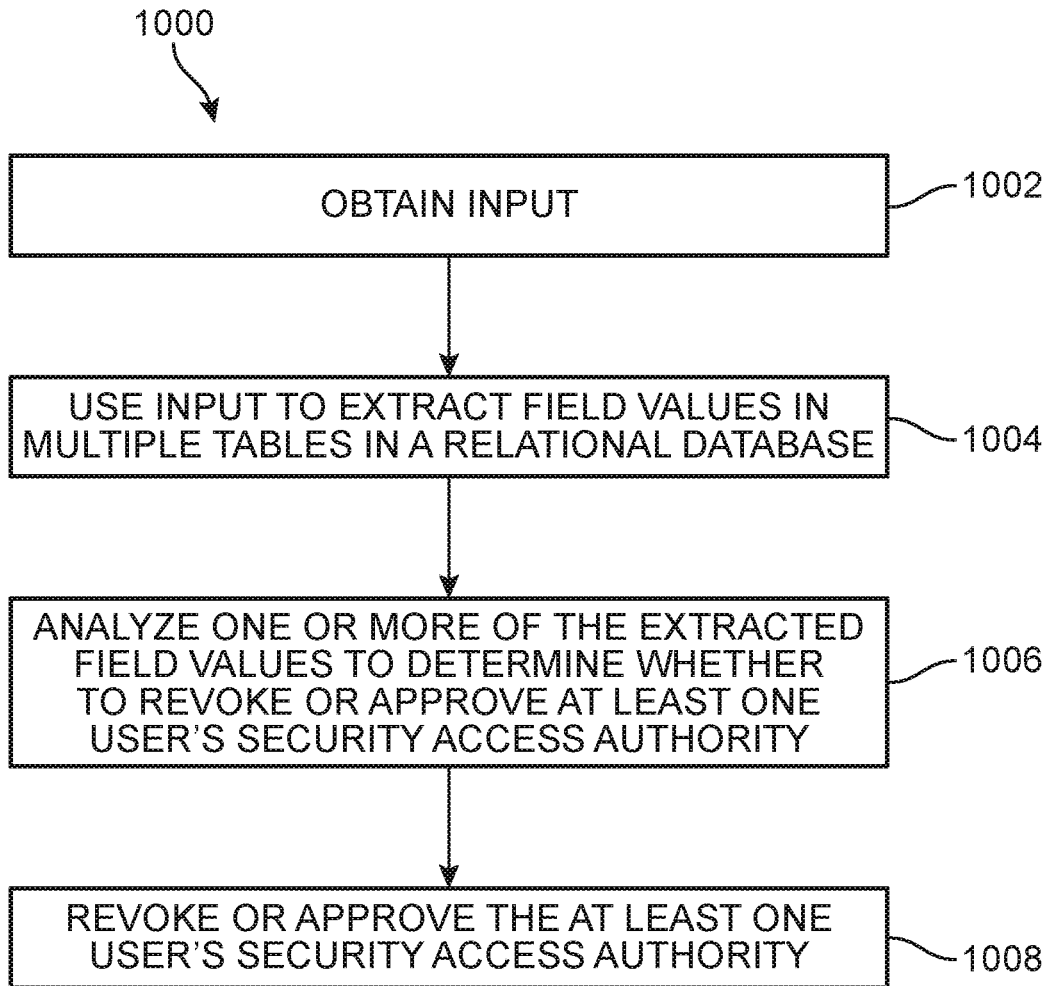 1000
OBTAIN INPUT
1002
USE INPUT TO EXTRACT FIELD VALUES IN
MULTIPLE TABLES IN A RELATIONAL DATABASE
1004
ANALYZE ONE OR MORE OF THE EXTRACTED
FIELD VALUES TO DETERMINE WHETHER
TO REVOKE OR APPROVE AT LEAST ONE
USER'S SECURITY ACCESS AUTHORITY
1006
REVOKE OR APPROVE THE AT LEAST ONE
USER'S SECURITY ACCESS AUTHORITY
1008